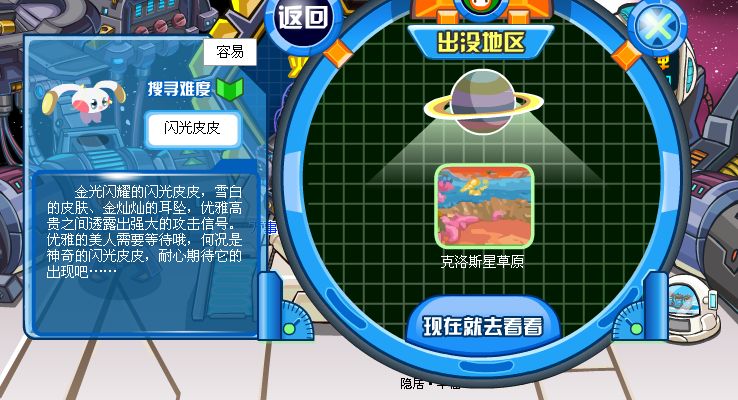 返回
出没地区
容易
搜寻难度
闪光皮皮
金光闪耀的闪光皮皮，雪白
的皮肤、金灿灿的耳坠，优雅高
贵之间透露出强大的攻击信号。
优雅的美人需要等待哦，何况是
神奇的闪光皮皮，耐心期待它的
出现吧……
克洛斯星草原
现在就去看看